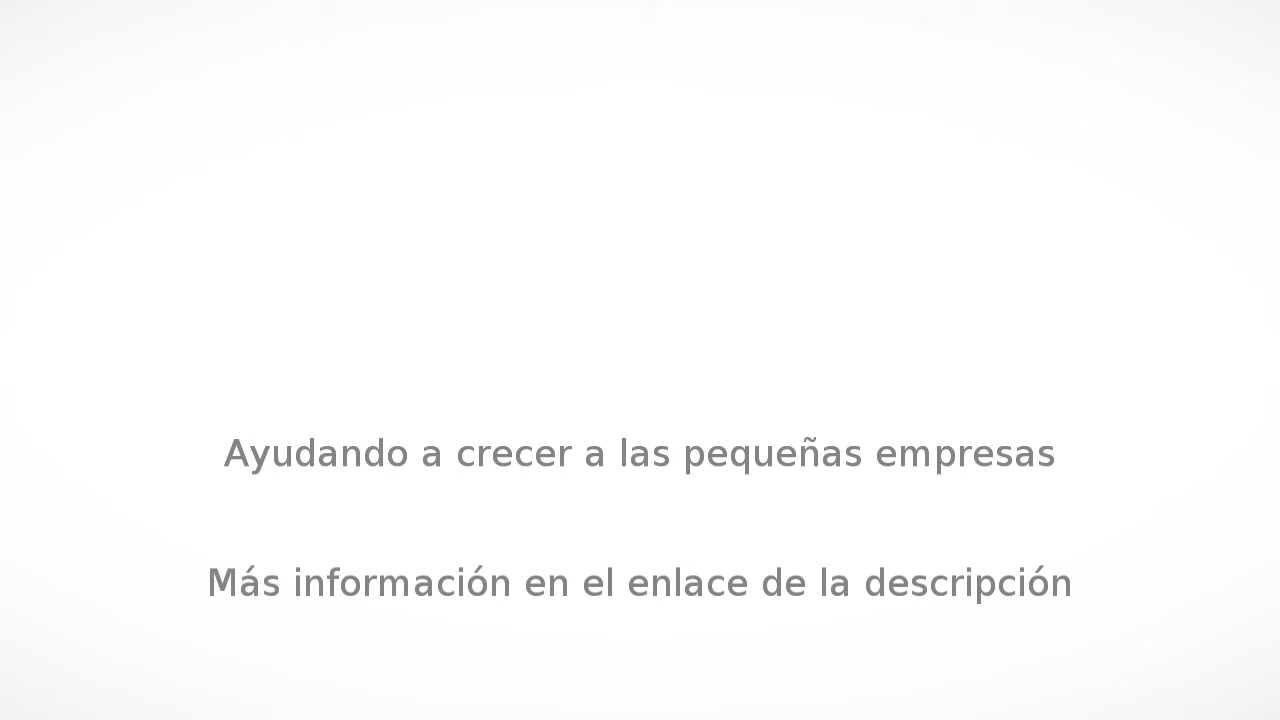 Ayudando a crecer a las pequeñas empresas
Más información en el enlace de la descripción